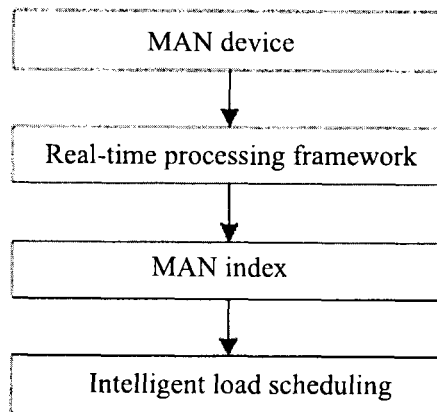 MAN device
Real-time processing framework
MAN index
Intelligent load scheduling